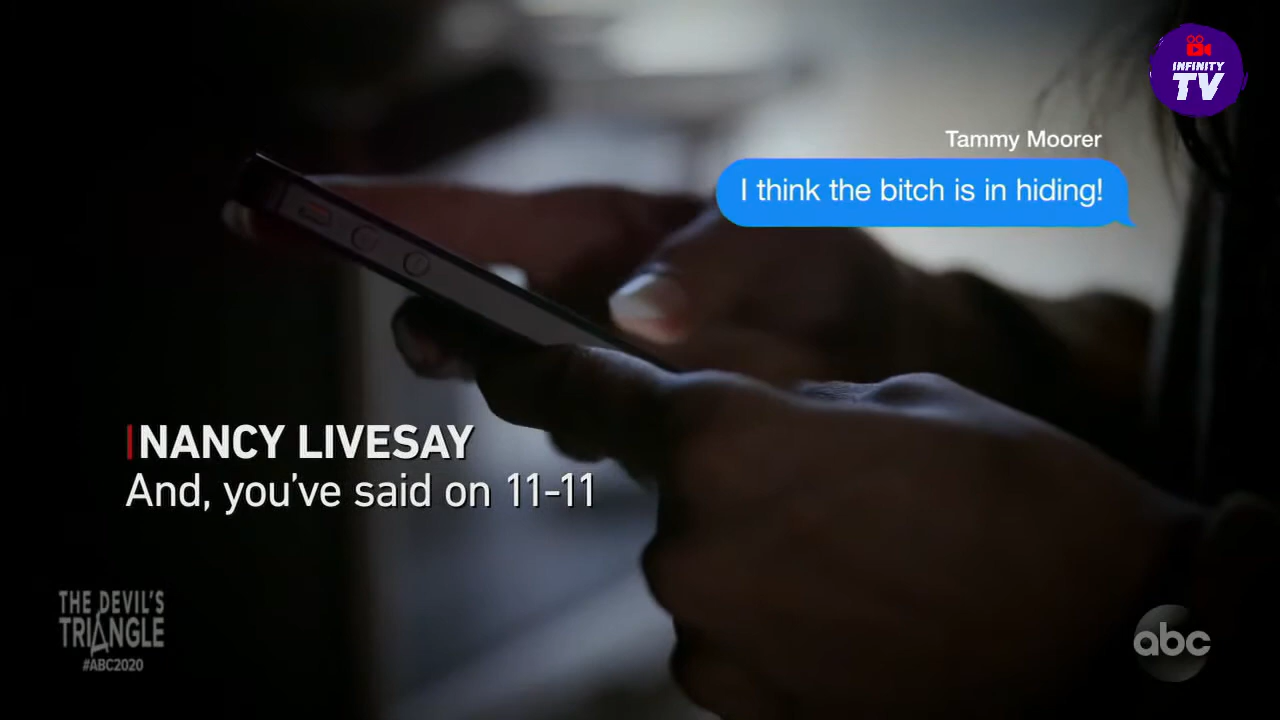 INFINITY
TV
Tammy Moorer
I think the bitch is in hiding!
NANCY LIVESAY
And, you've said on 11-11
THE DEVIL'S
TRIANGLE
#ABC2020
abc